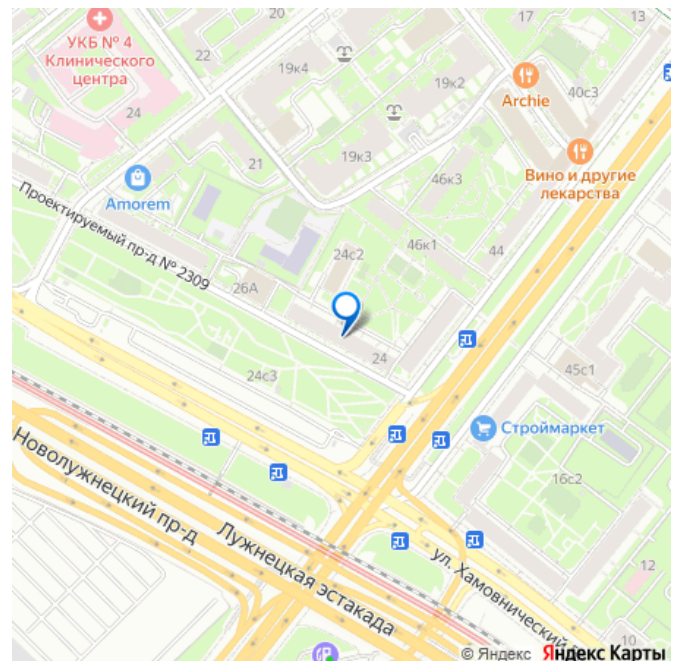 УКБ № 4
Клинического
центра
22
20
19к4
17
19к2
Archie
40с3
24
Вино и другие
лекарства
21
19к3
46к3
Amorem
Проектируемый пр-д № 2309
24с2
46к1
44
26А
24
24с3
45с1
Строймаркет
16с2
Новолужнецкий пр-д
Лужнецкая эстакада
ул. Хамовнический
12
13
10
© Яндекс Яндекс Карты